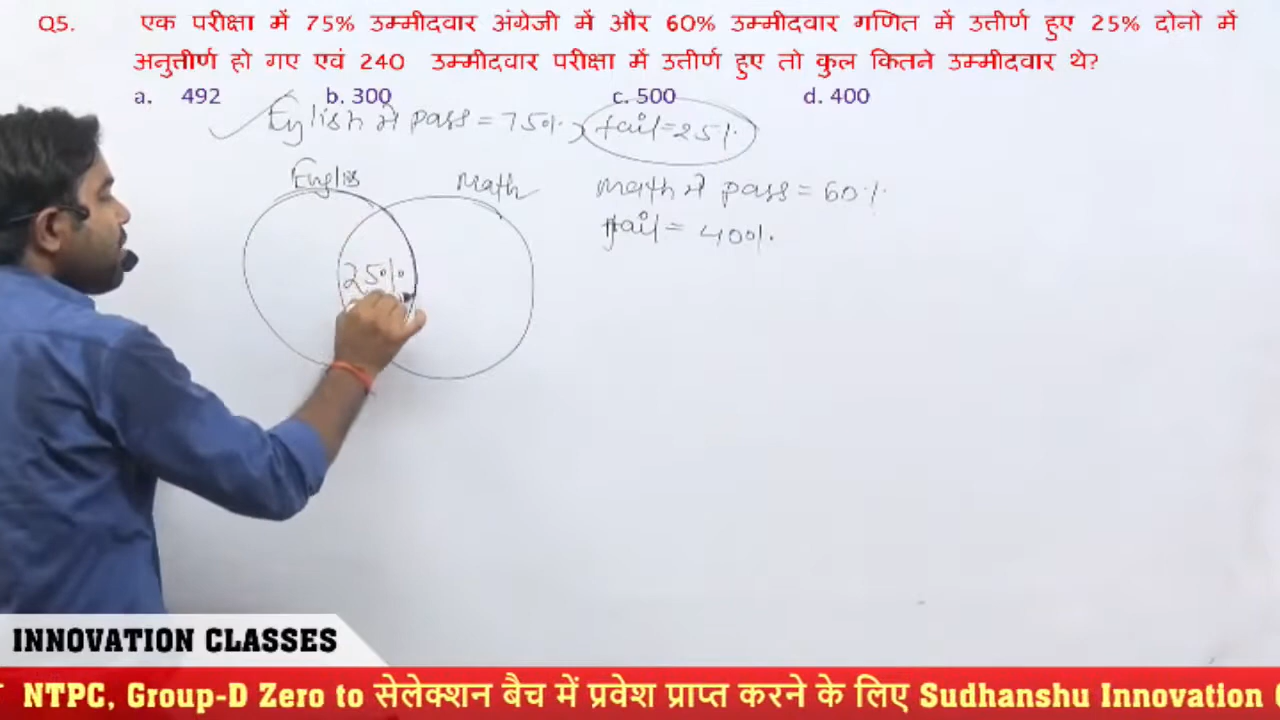 Q5. एक परीक्षा में 75% उम्मीदवार अंग्रेजी में और 60% उम्मीदवार गणित में उतीर्ण हुए 25% दोनो में
अनुत्तीर्ण हो गए एवं 240 उम्मीदवार परीक्षा में उत्तीर्ण हुए तो कुल कितने उम्मीदवार थे?
a. 492 b. 300 c. 500 d. 400
English में pass = 75%, fail = 25%
Englis Math Math में pass = 60%
fail = 40%
25%
INNOVATION CLASSES
NTPC, Group-D Zero to सेलेक्शन बैच में प्रवेश प्राप्त करने के लिए Sudhanshu Innovation